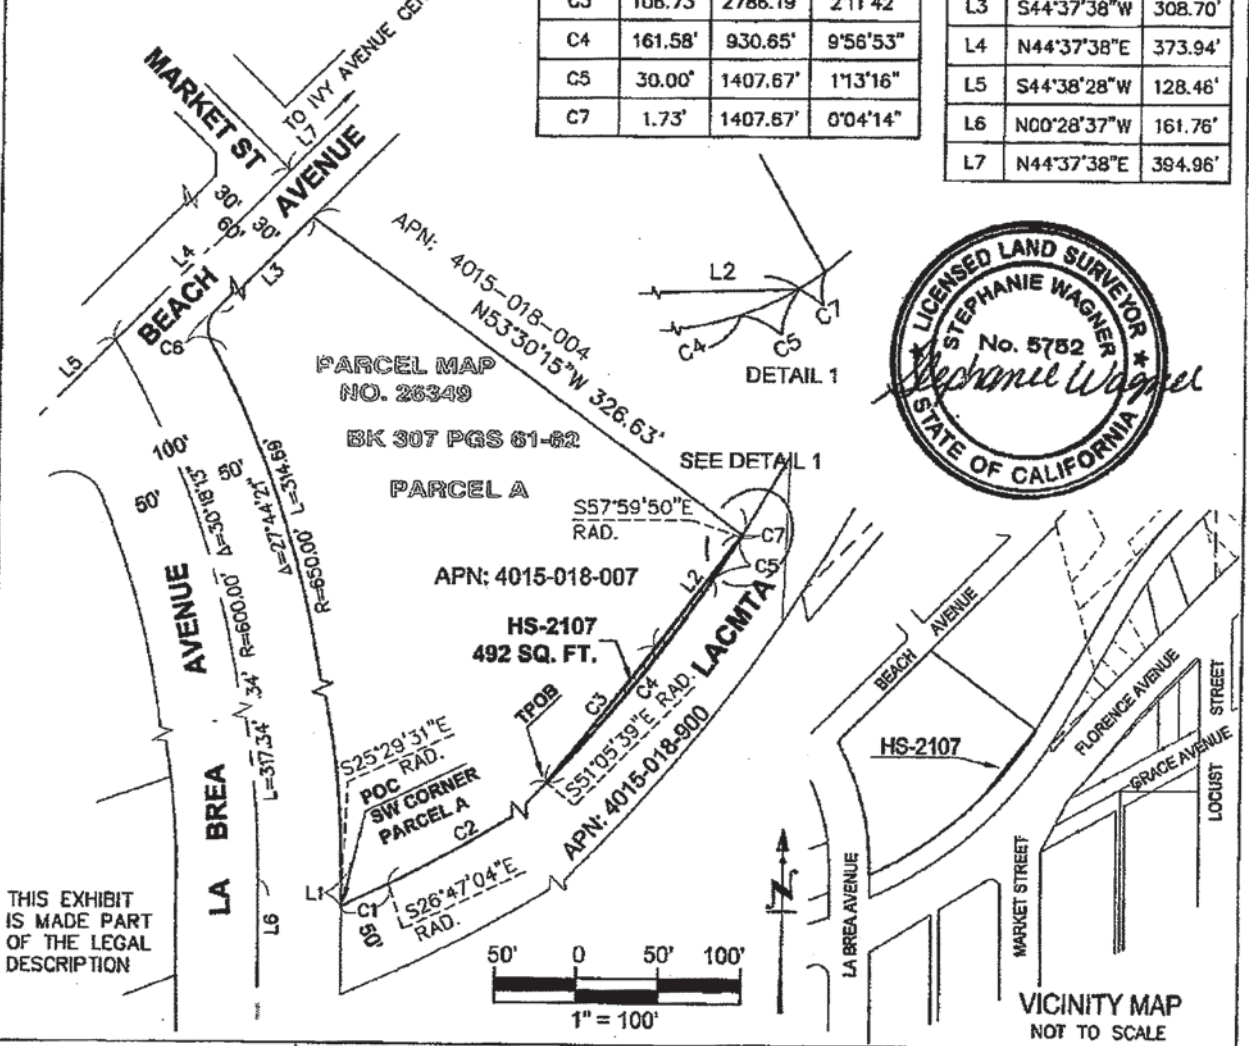 C3 106.73' 2786.19' 2°11'42"
C4 161.58' 930.65' 9°56'53"
C5 30.00' 1407.67' 1°13'16"
C7 1.73' 1407.67' 0°04'14"
L3 S44°37'38"W 308.70'
L4 N44°37'38"E 373.94'
L5 S44°38'28"W 128.46'
L6 N00°28'37"W 161.76'
L7 N44°37'38"E 394.96'
TO IVY AVENUE
L7
MARKET ST
BEACH AVENUE
30'
60'
30'
L4
L3
L5
C6
APN: 4015-018-004
N53°30'15"W 326.63'
PARCEL MAP
NO. 26349
BK 307 PGS 61-62
PARCEL A
L2
C4
C5
C7
DETAIL 1
LICENSED LAND SURVEYOR
STEPHANIE WAGNER
No. 5752
Stephanie Wagner
STATE OF CALIFORNIA
SEE DETAIL 1
S57°59'50"E
RAD.
C7
C5
L2
APN: 4015-018-007
HS-2107
492 SQ. FT.
LACMTA
C3
C4
TPOB
S51°05'39"E RAD.
APN: 4015-018-900
100'
50'
50'
Δ=30°18'13"
R=600.00'
L=317.34'
.34'
Δ=27°44'21" L=314.69'
R=650.00'
LA BREA AVENUE
S25°29'31"E
RAD.
POC
SW CORNER
PARCEL A
C2
L1
C1
50'
S26°47'04"E
RAD.
L6
THIS EXHIBIT
IS MADE PART
OF THE LEGAL
DESCRIPTION
50' 0 50' 100'
1" = 100'
N
BEACH AVENUE
HS-2107
FLORENCE AVENUE
GRACE AVENUE
LOCUST STREET
MARKET STREET
LA BREA AVENUE
VICINITY MAP
NOT TO SCALE